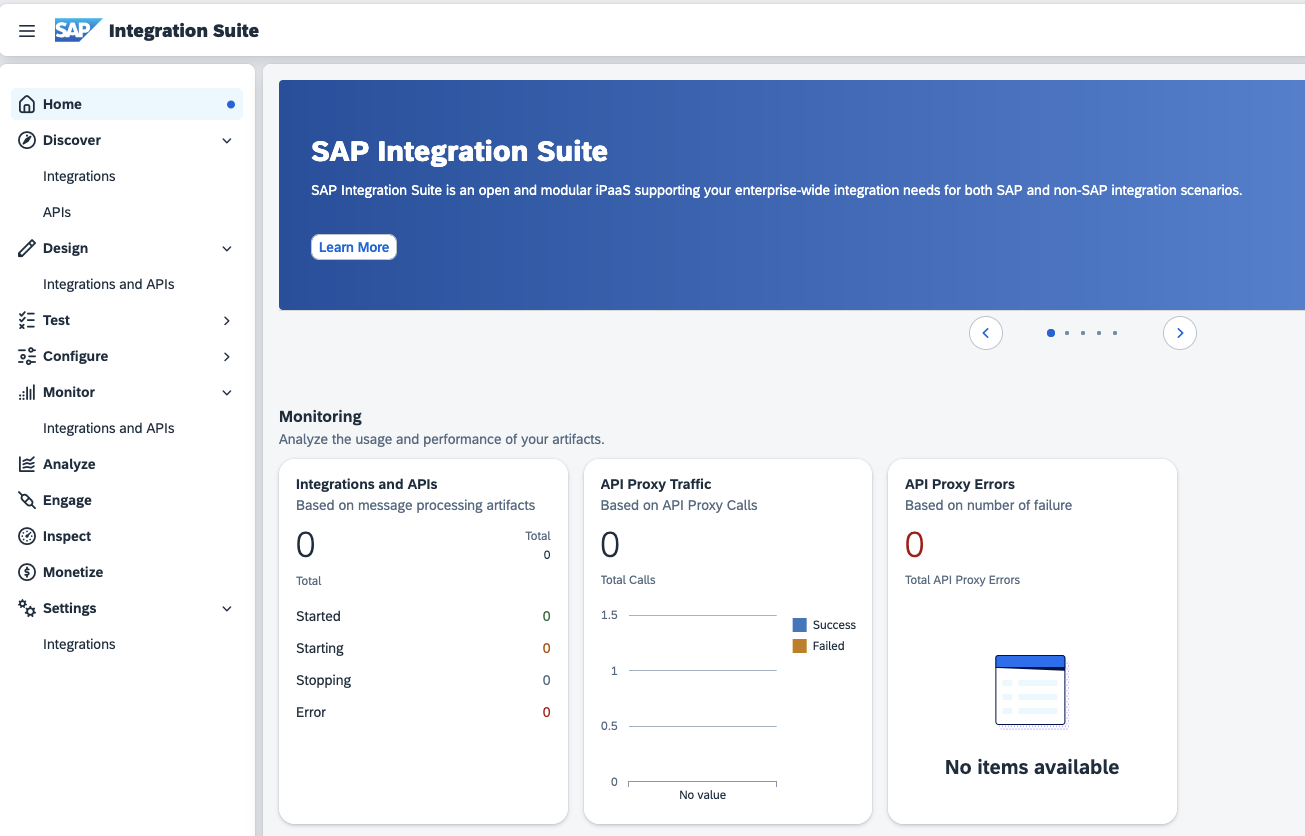 SAP Integration Suite
Home
Discover
Integrations
APIs
Design
Integrations and APIs
Test
Configure
Monitor
Integrations and APIs
Analyze
Engage
Inspect
Monetize
Settings
Integrations
SAP Integration Suite
SAP Integration Suite is an open and modular iPaaS supporting your enterprise-wide integration needs for both SAP and non-SAP integration scenarios.
Learn More
Monitoring
Analyze the usage and performance of your artifacts.
Integrations and APIs
Based on message processing artifacts
0
Total
0
Total
Started 0
Starting 0
Stopping 0
Error 0
API Proxy Traffic
Based on API Proxy Calls
0
Total Calls
1.5
1
0.5
0
No value
Success
Failed
API Proxy Errors
Based on number of failure
0
Total API Proxy Errors
No items available